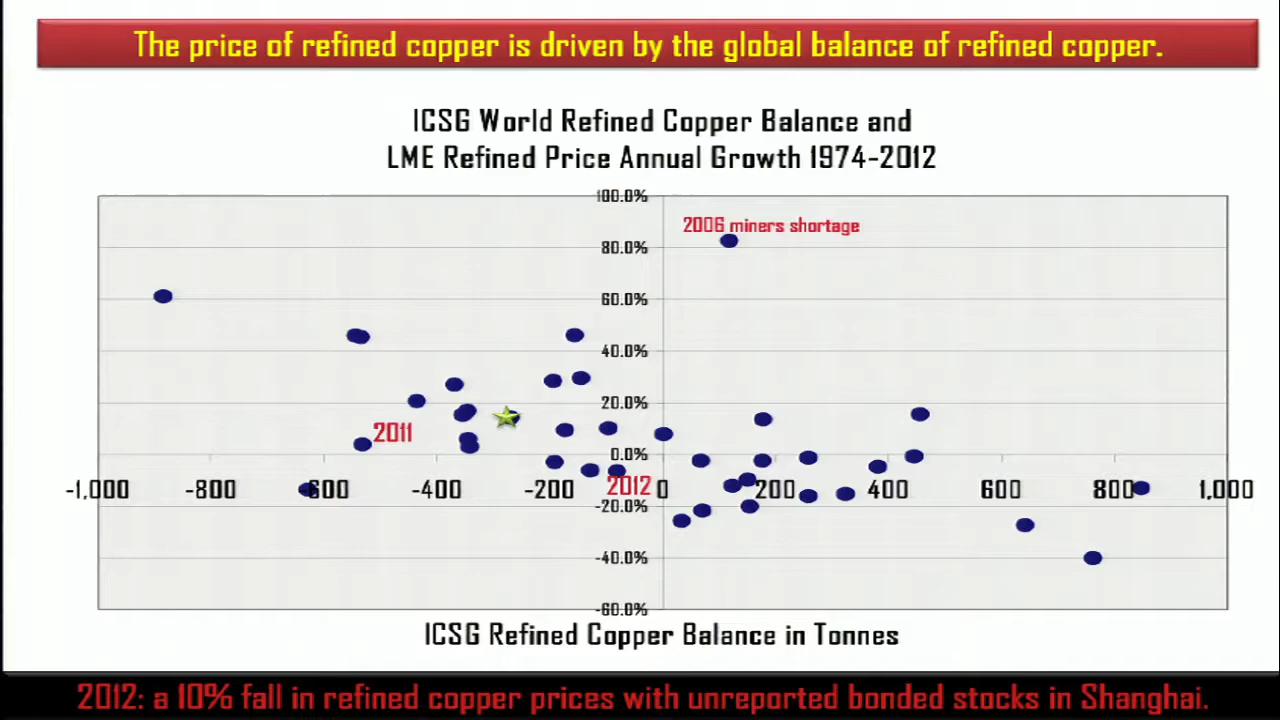 The price of refined copper is driven by the global balance of refined copper.
ICSG World Refined Copper Balance and
LME Refined Price Annual Growth 1974-2012
100.0%
2006 miners shortage
80.0%
60.0%
40.0%
20.0%
2011
0.0%
-1,000 -800 -600 -400 -200 0 200 400 600 800 1,000
2012
-20.0%
-40.0%
-60.0%
ICSG Refined Copper Balance in Tonnes
2012: a 10% fall in refined copper prices with unreported bonded stocks in Shanghai.